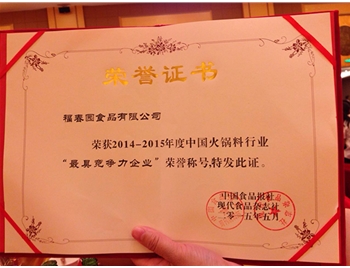 荣誉证书
福春园食品有限公司
荣获2014-2015年度中国火锅料行业
“最具竞争力企业”荣誉称号,特发此证。
中国食品报社
现代食品杂志社
二零一五年五月